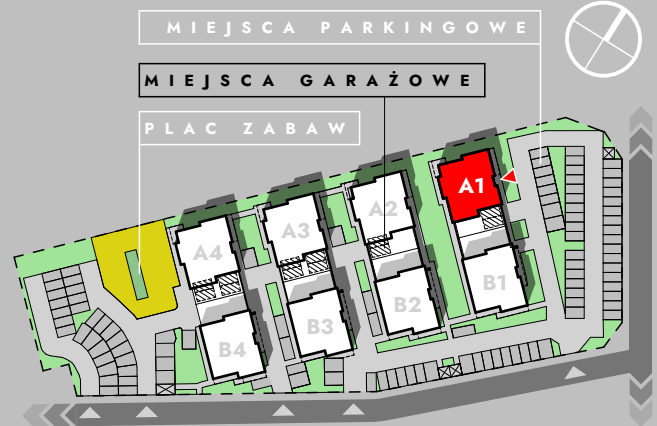 MIEJSCA PARKINGOWE
MIEJSCA GARAŻOWE
PLAC ZABAW
A1
A2
A3
A4
B1
B2
B3
B4